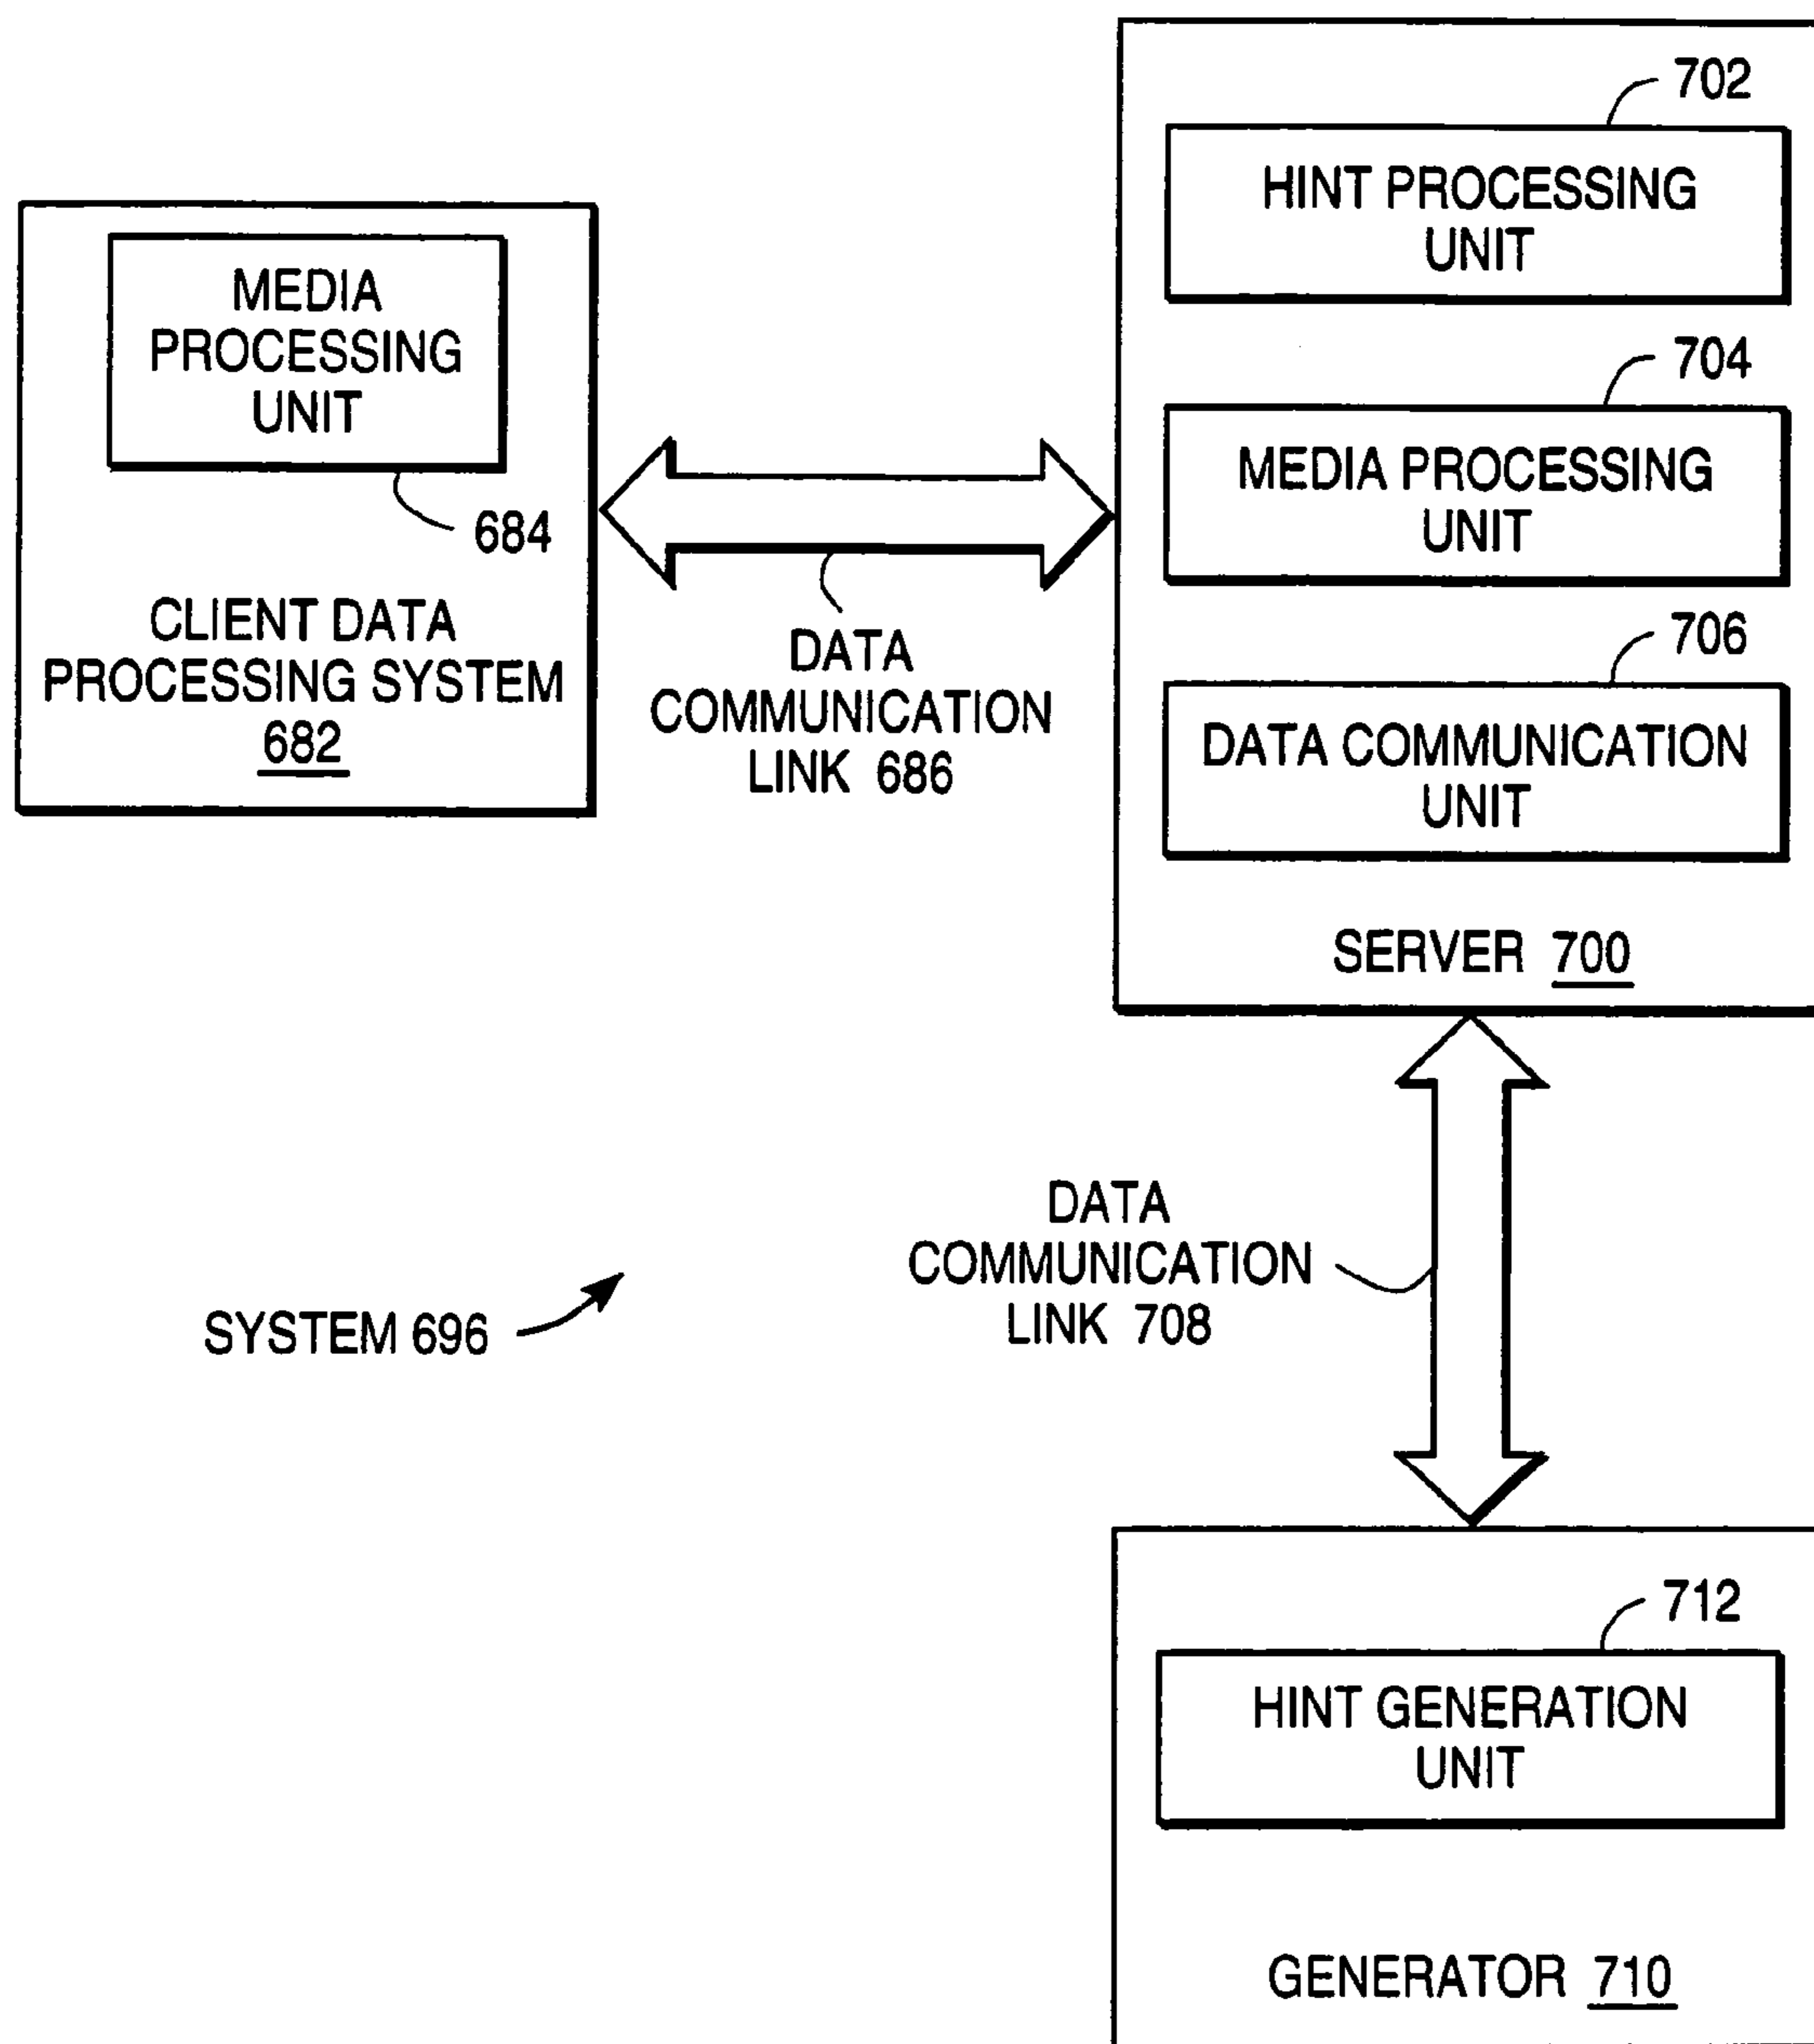 702
HINT PROCESSING
UNIT
704
MEDIA PROCESSING
UNIT
706
DATA COMMUNICATION
UNIT
SERVER 700
MEDIA
PROCESSING
UNIT
684
CLIENT DATA
PROCESSING SYSTEM
682
DATA
COMMUNICATION
LINK 686
DATA
COMMUNICATION
LINK 708
SYSTEM 696
712
HINT GENERATION
UNIT
GENERATOR 710